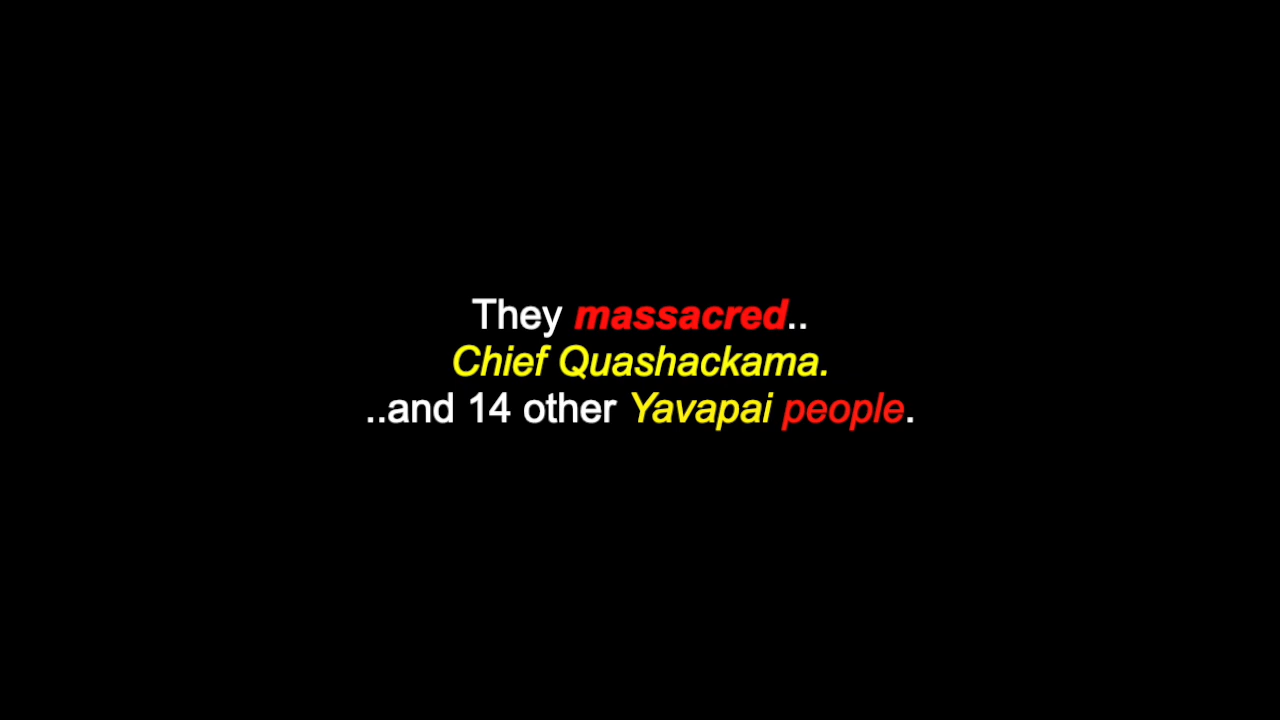 They massacred..
Chief Quashackama.
..and 14 other Yavapai people.